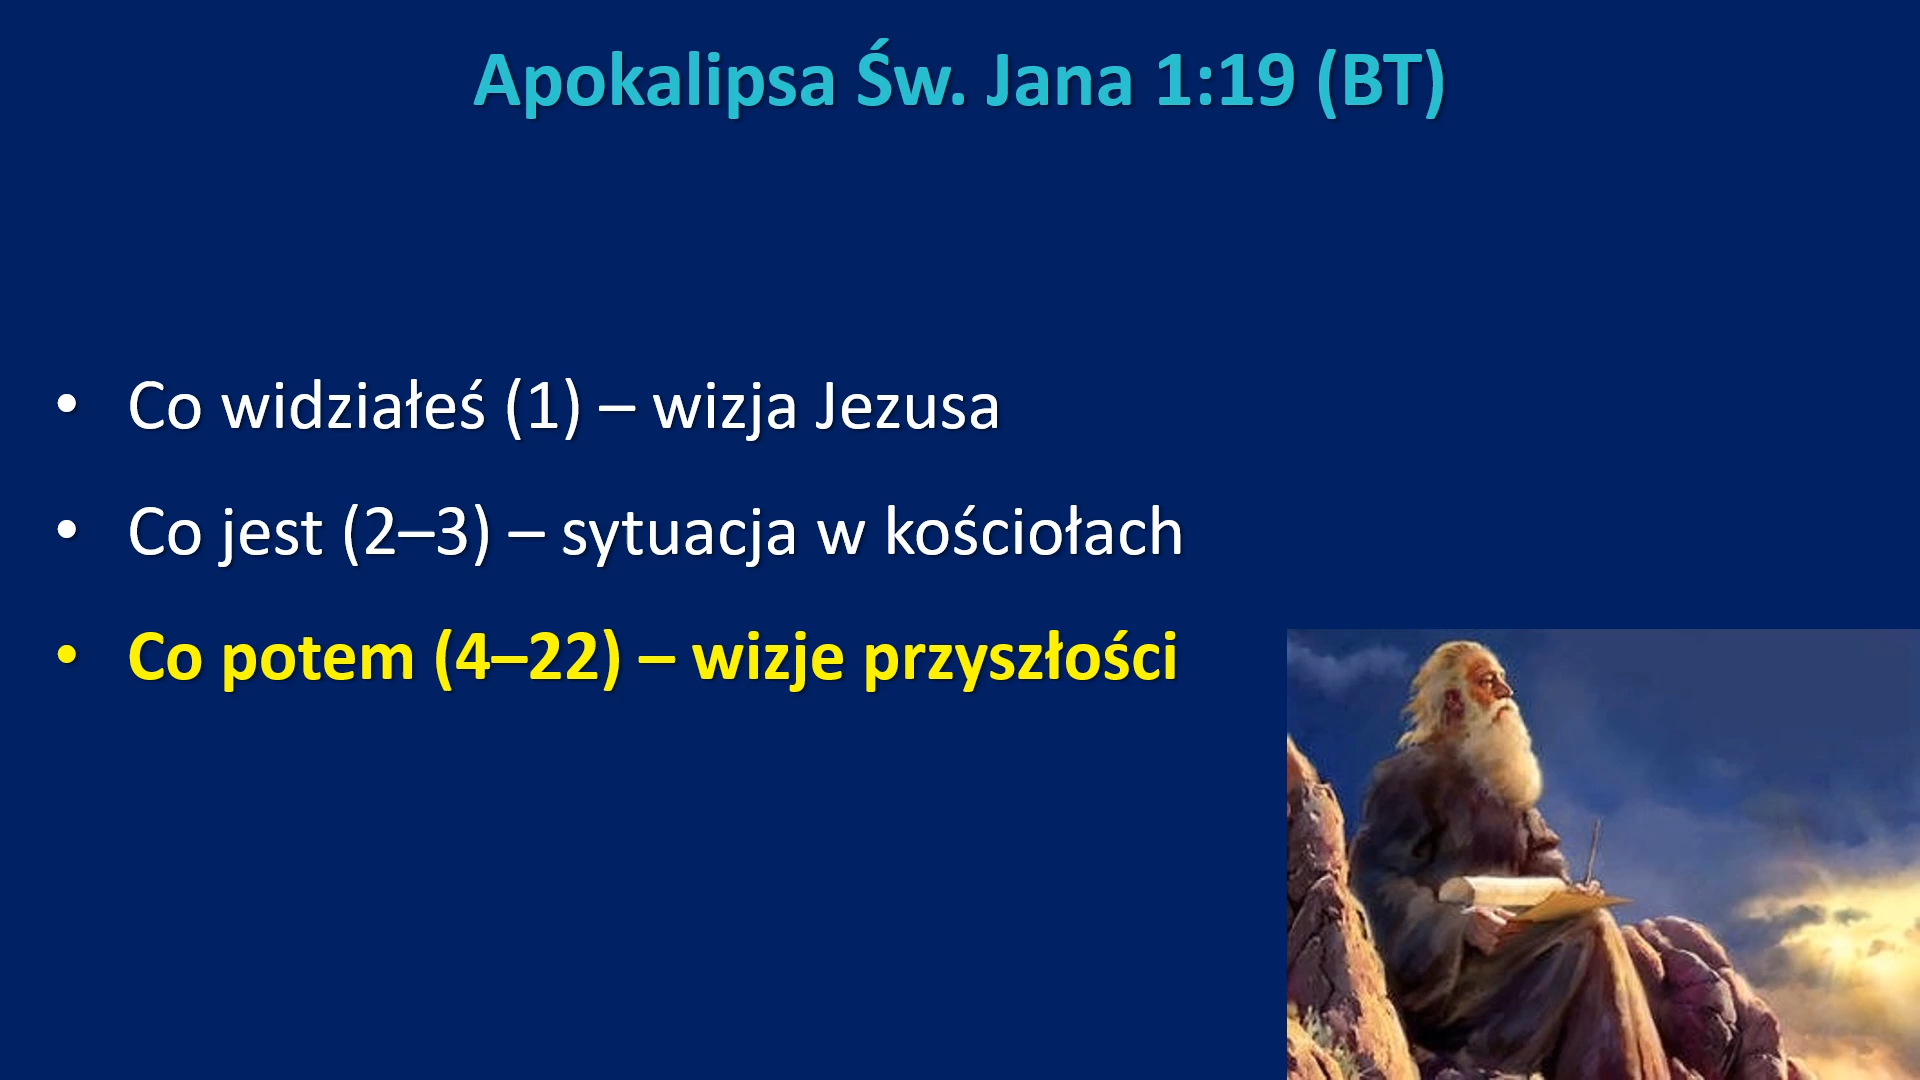 Apokalipsa Św. Jana 1:19 (BT)
• Co widziałeś (1) – wizja Jezusa
• Co jest (2–3) – sytuacja w kościołach
• Co potem (4–22) – wizje przyszłości